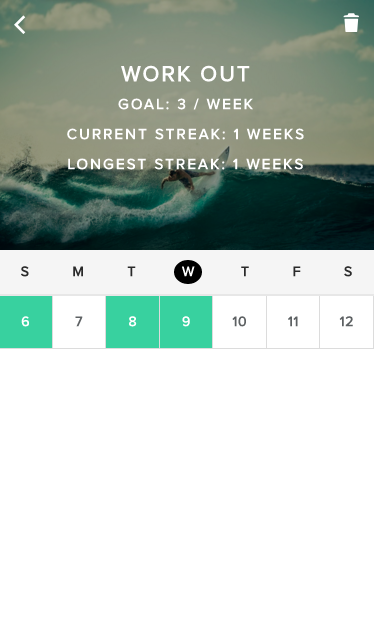 WORK OUT
GOAL: 3 / WEEK
CURRENT STREAK: 1 WEEKS
LONGEST STREAK: 1 WEEKS
S M T W T F S
6 7 8 9 10 11 12